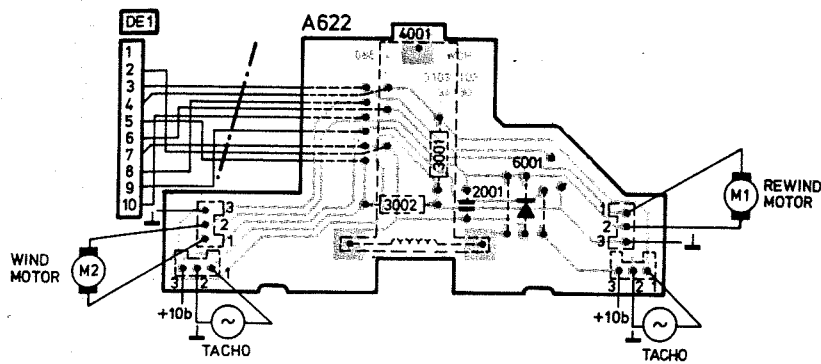 DE1
A622
4001
1
2
3
4
5
6
7
8
9
10
3001
6001
2001
3002
3
2
1
WIND
MOTOR
M2
3
2
1
+10b
TACHO
1
2
3
M1
REWIND
MOTOR
3
2
1
+10b
TACHO